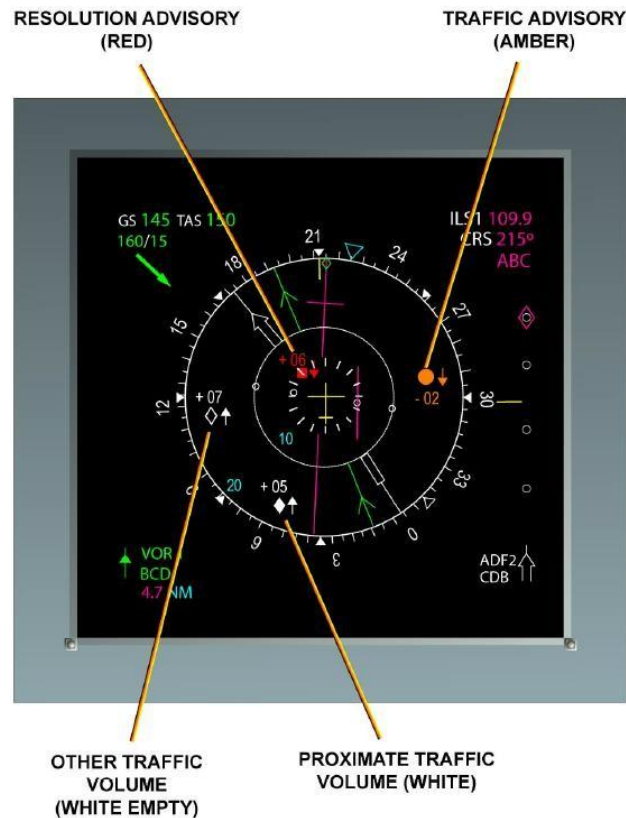 RESOLUTION ADVISORY
(RED)
TRAFFIC ADVISORY
(AMBER)
GS 145 TAS 150
160/15
ILS1 109.9
CRS 215º
ABC
21
24
27
30
33
0
3
6
12
15
18
+06
- 02
+07
+05
10
20
VOR
BCD
4.7 NM
ADF2
CDB
OTHER TRAFFIC
VOLUME
(WHITE EMPTY)
PROXIMATE TRAFFIC
VOLUME (WHITE)